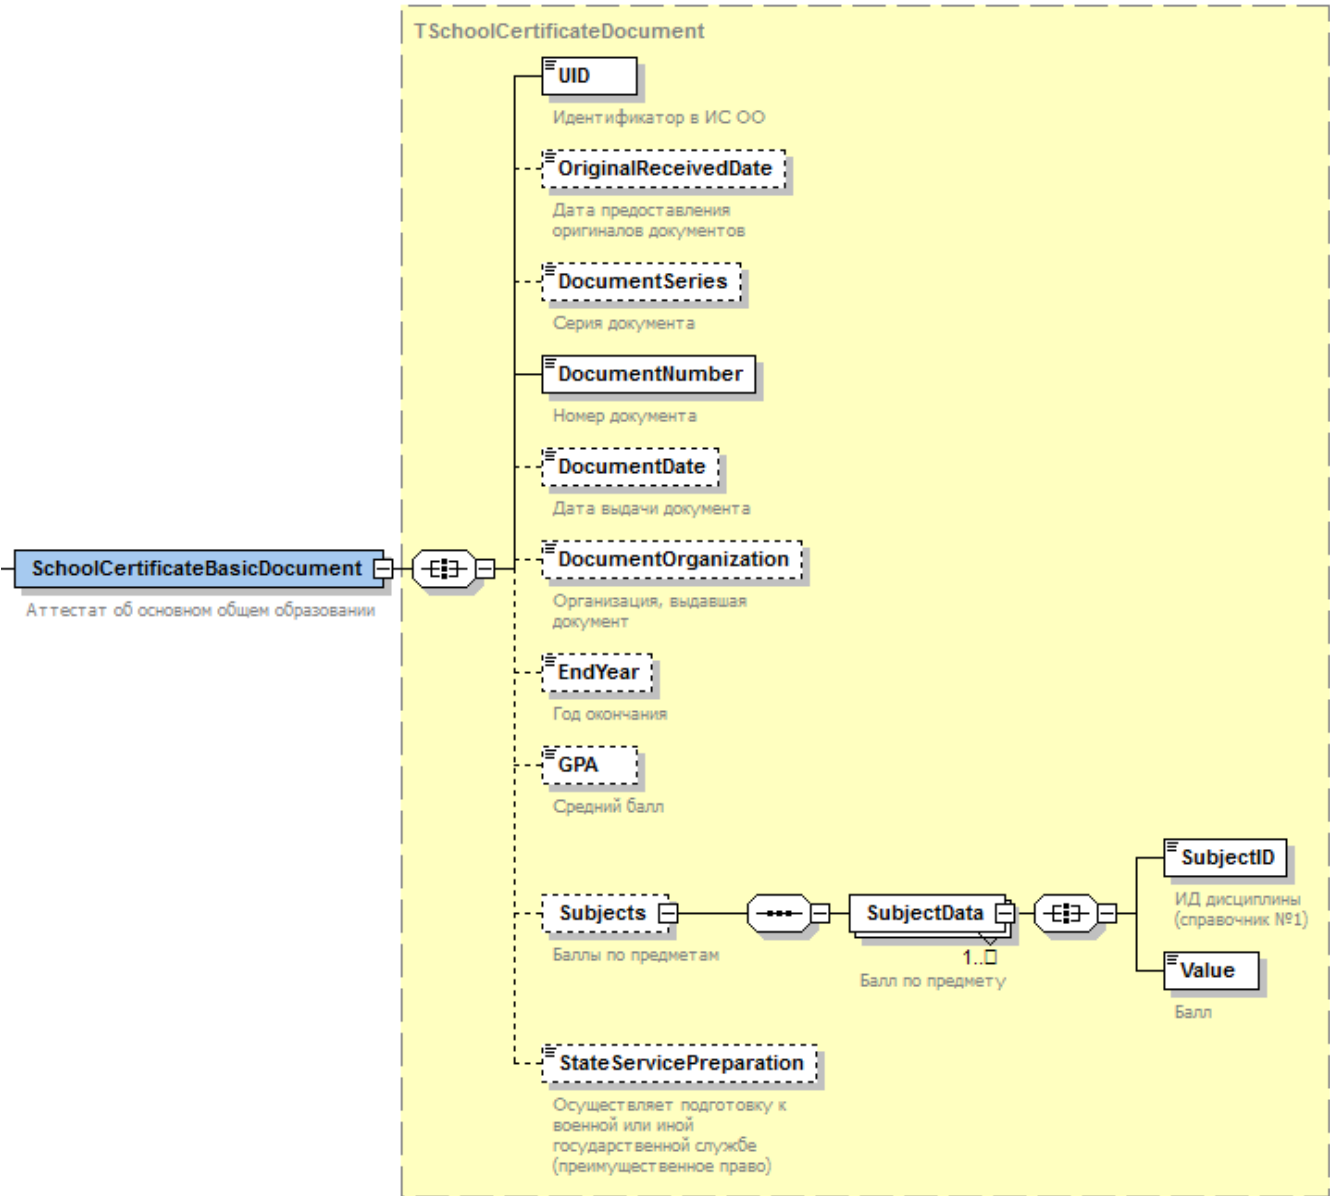 TSchoolCertificateDocument
UID
Идентификатор в ИС ОО
OriginalReceivedDate
Дата предоставления
оригиналов документов
DocumentSeries
Серия документа
DocumentNumber
Номер документа
DocumentDate
Дата выдачи документа
SchoolCertificateBasicDocument
Аттестат об основном общем образовании
DocumentOrganization
Организация, выдавшая
документ
EndYear
Год окончания
GPA
Средний балл
Subjects
Баллы по предметам
SubjectData
1..□
Балл по предмету
SubjectID
ИД дисциплины
(справочник №1)
Value
Балл
StateServicePreparation
Осуществляет подготовку к
военной или иной
государственной службе
(преимущественное право)